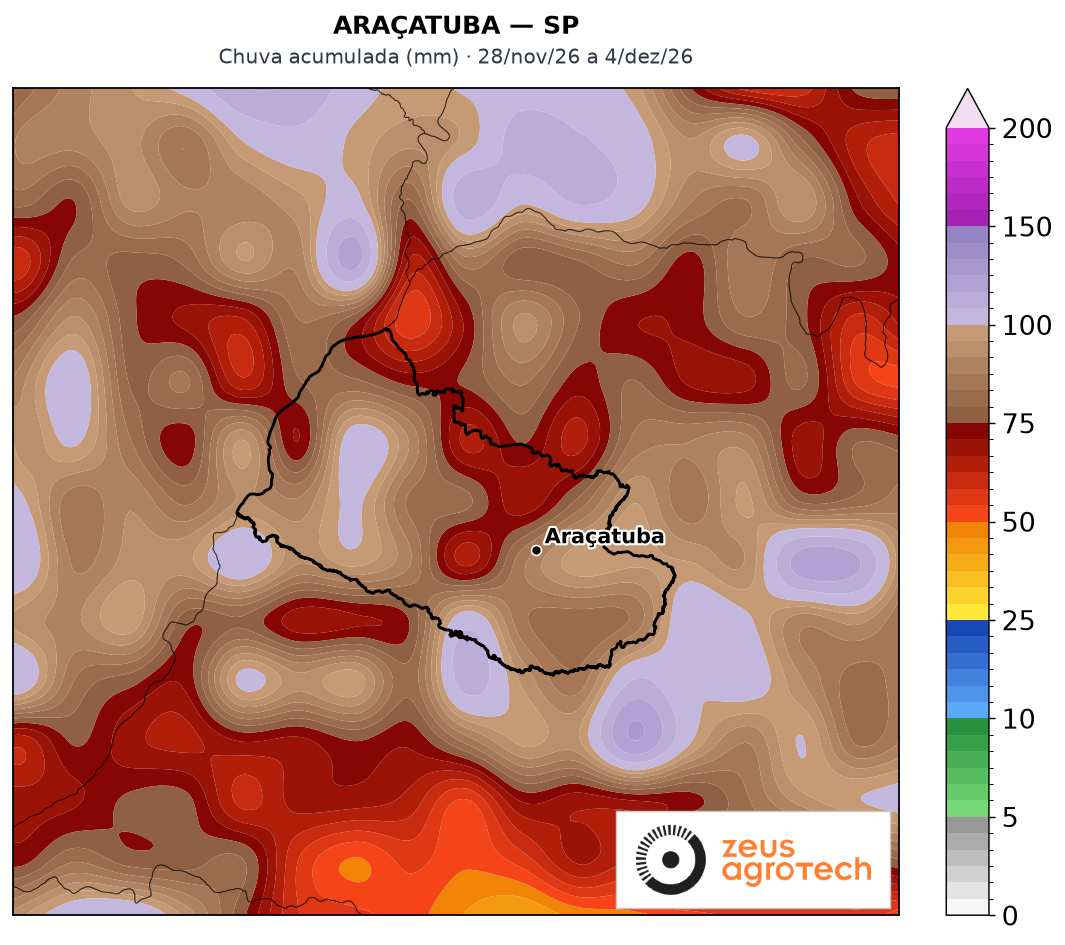 ARAÇATUBA — SP
Chuva acumulada (mm) · 28/nov/26 a 4/dez/26
200
150
100
75
50
25
10
5
0
Araçatuba
zeus
agrotech